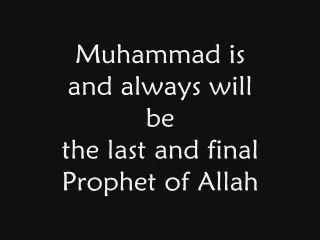 Muhammad is
and always will
be
the last and final
Prophet of Allah